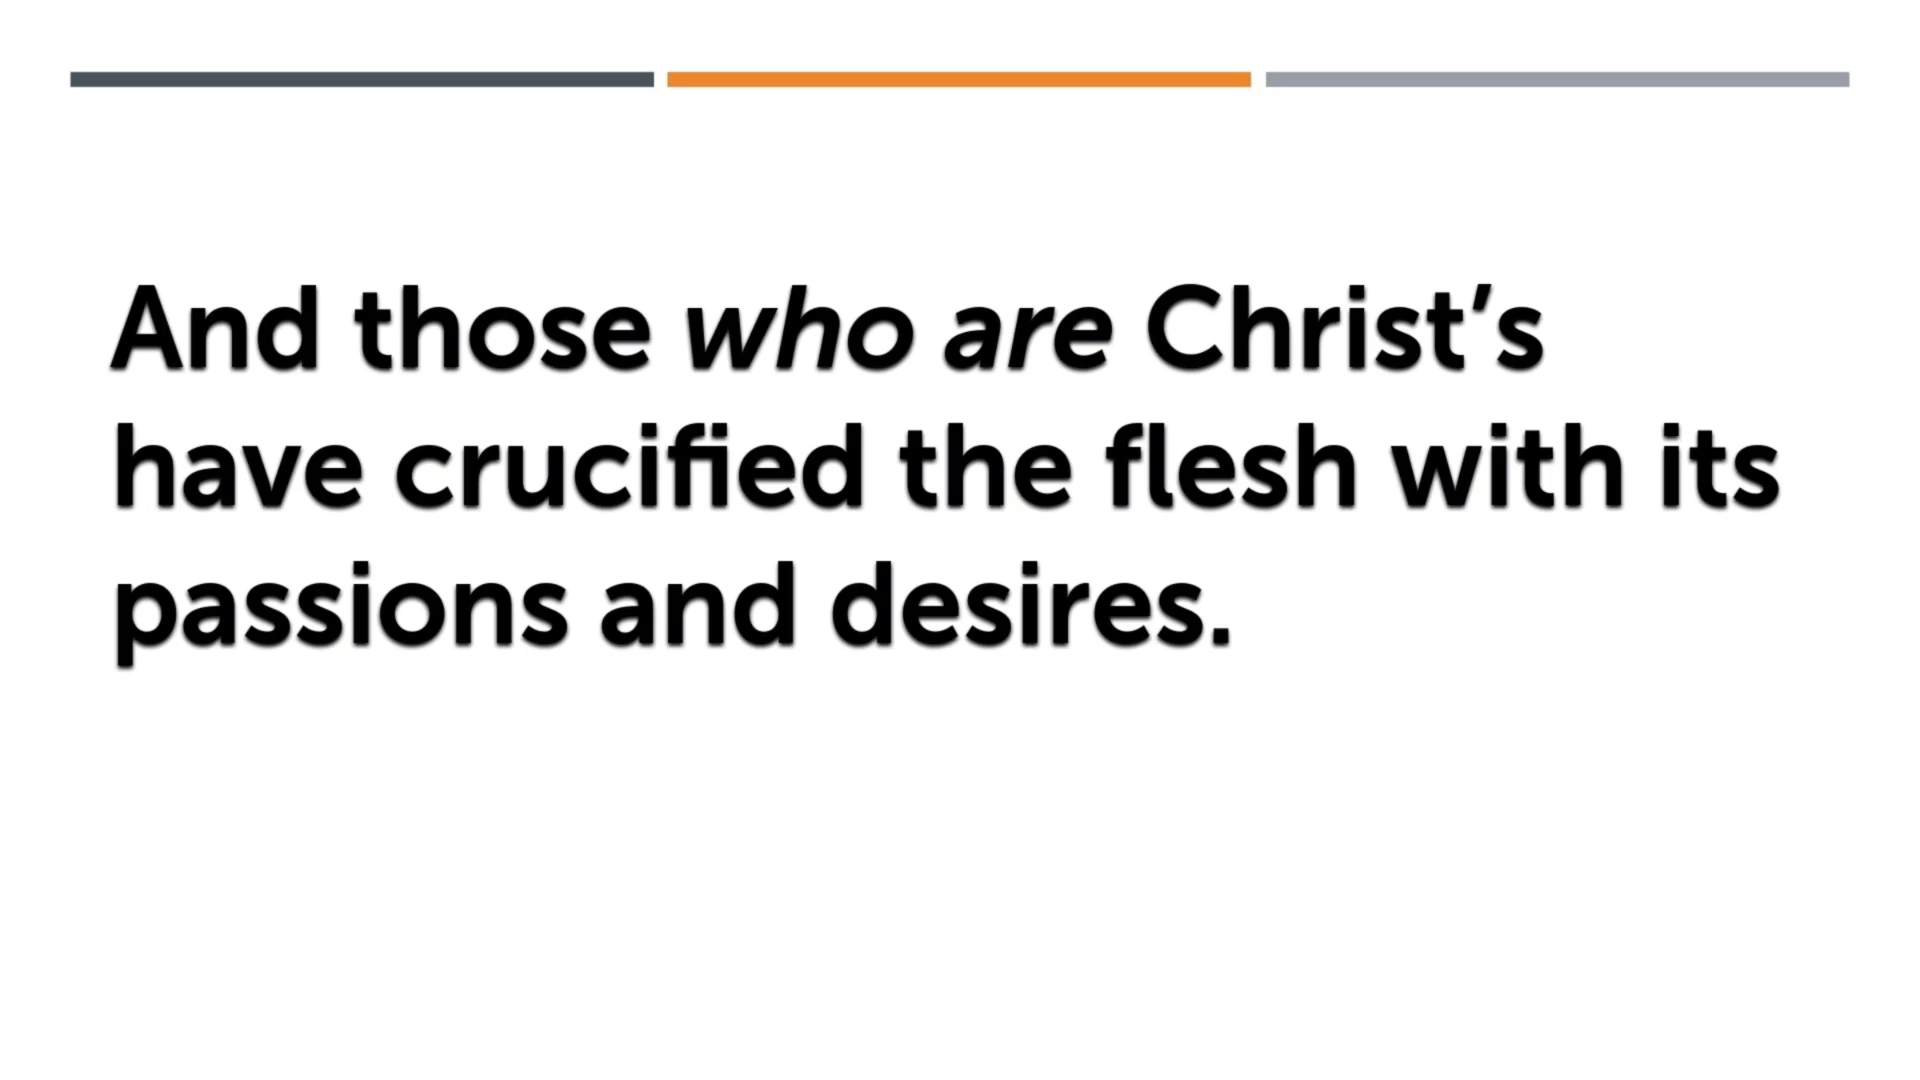 And those who are Christ’s
have crucified the flesh with its
passions and desires.